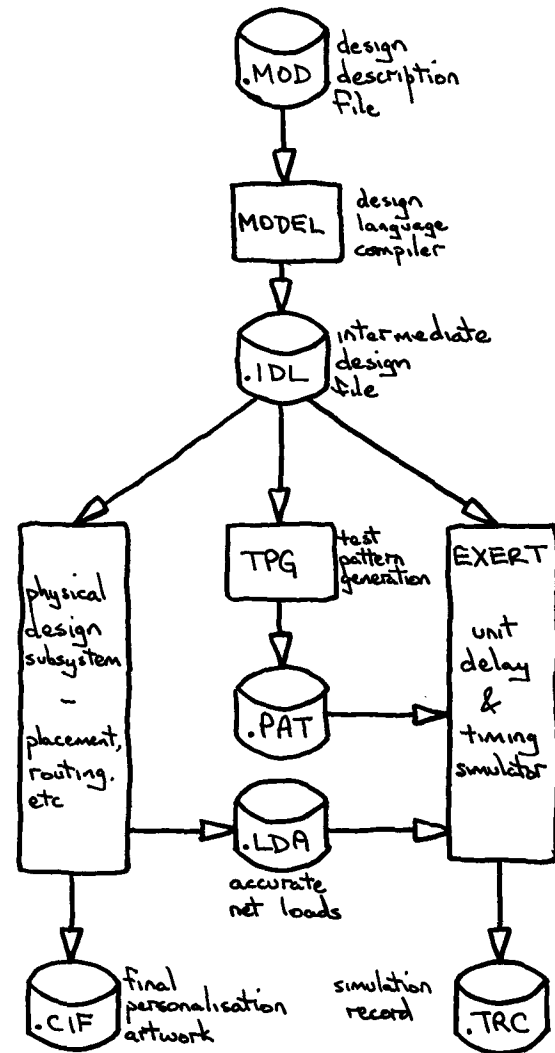 .MOD
design
description
file
MODEL
design
language
compiler
.IDL
intermediate
design
file
physical
design
subsystem
–
placement,
routing.
etc
TPG
test
pattern
generation
.PAT
EXERT
unit
delay
&
timing
simulator
.LDA
accurate
net loads
.CIF
final
personalisation
artwork
simulation
record
.TRC